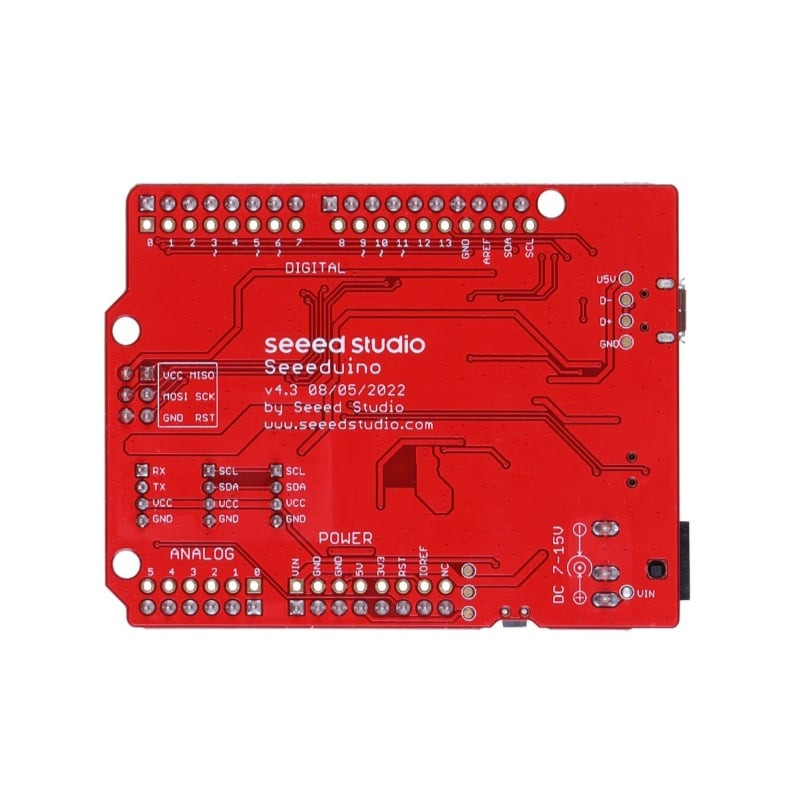 0 1 2 3 4 5 6 7 8 9 10 11 12 13 GND AREF SDA SCL
~ ~ ~ ~ ~ ~
DIGITAL
U5V
D-
D+
GND
seeed studio
Seeeduino
v4.3 08/05/2022
by Seeed Studio
www.seeedstudio.com
VCC MISO
MOSI SCK
GND RST
RX SCL SCL
TX SDA SDA
VCC VCC VCC
GND GND GND
POWER
ANALOG
5 4 3 2 1 0
VIN GND GND 5V 3V3 RST IOREF NC
DC 7-15V
VIN